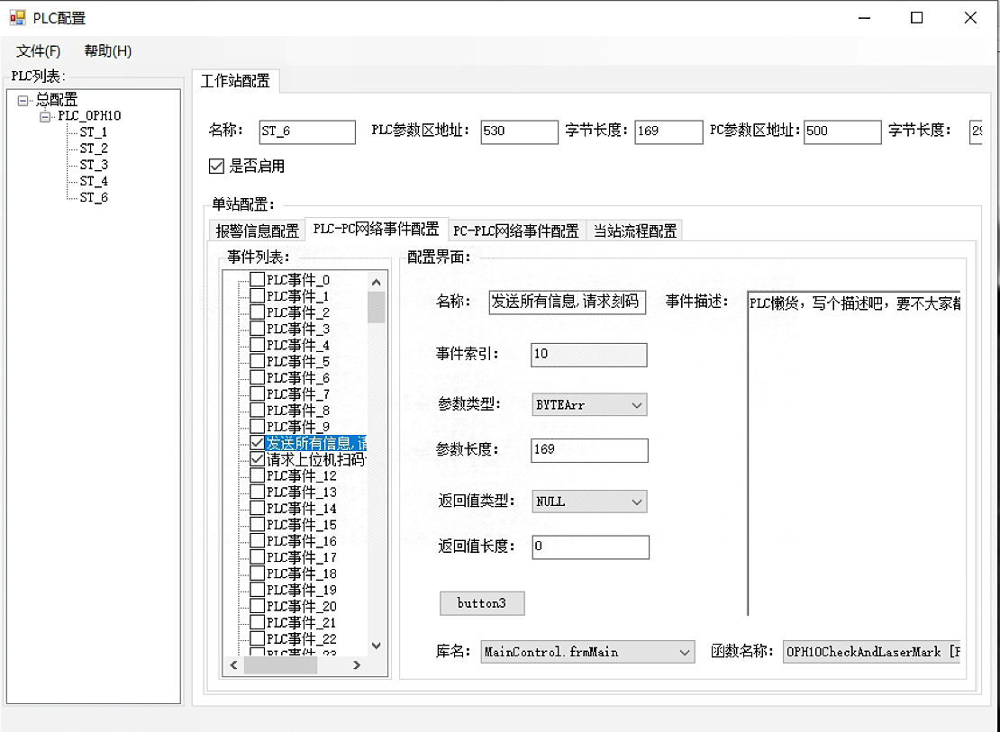 PLC配置
文件(F) 帮助(H)
PLC列表:
总配置
PLC_OPH10
ST_1
ST_2
ST_3
ST_4
ST_6
工作站配置
名称: ST_6 PLC参数区地址: 530 字节长度: 169 PC参数区地址: 500 字节长度: 29
是否启用
单站配置:
报警信息配置 PLC-PC网络事件配置 PC-PLC网络事件配置 当站流程配置
事件列表:
PLC事件_0
PLC事件_1
PLC事件_2
PLC事件_3
PLC事件_4
PLC事件_5
PLC事件_6
PLC事件_7
PLC事件_8
PLC事件_9
发送所有信息,请
请求上位机扫码
PLC事件_12
PLC事件_13
PLC事件_14
PLC事件_15
PLC事件_16
PLC事件_17
PLC事件_18
PLC事件_19
PLC事件_20
PLC事件_21
PLC事件_22
PLC事件_23
配置界面:
名称: 发送所有信息,请求刻码 事件描述: PLC懒货，写个描述吧，要不大家都
事件索引: 10
参数类型: BYTEArr
参数长度: 169
返回值类型: NULL
返回值长度: 0
button3
库名: MainControl.frmMain 函数名称: OPH10CheckAndLaserMark [